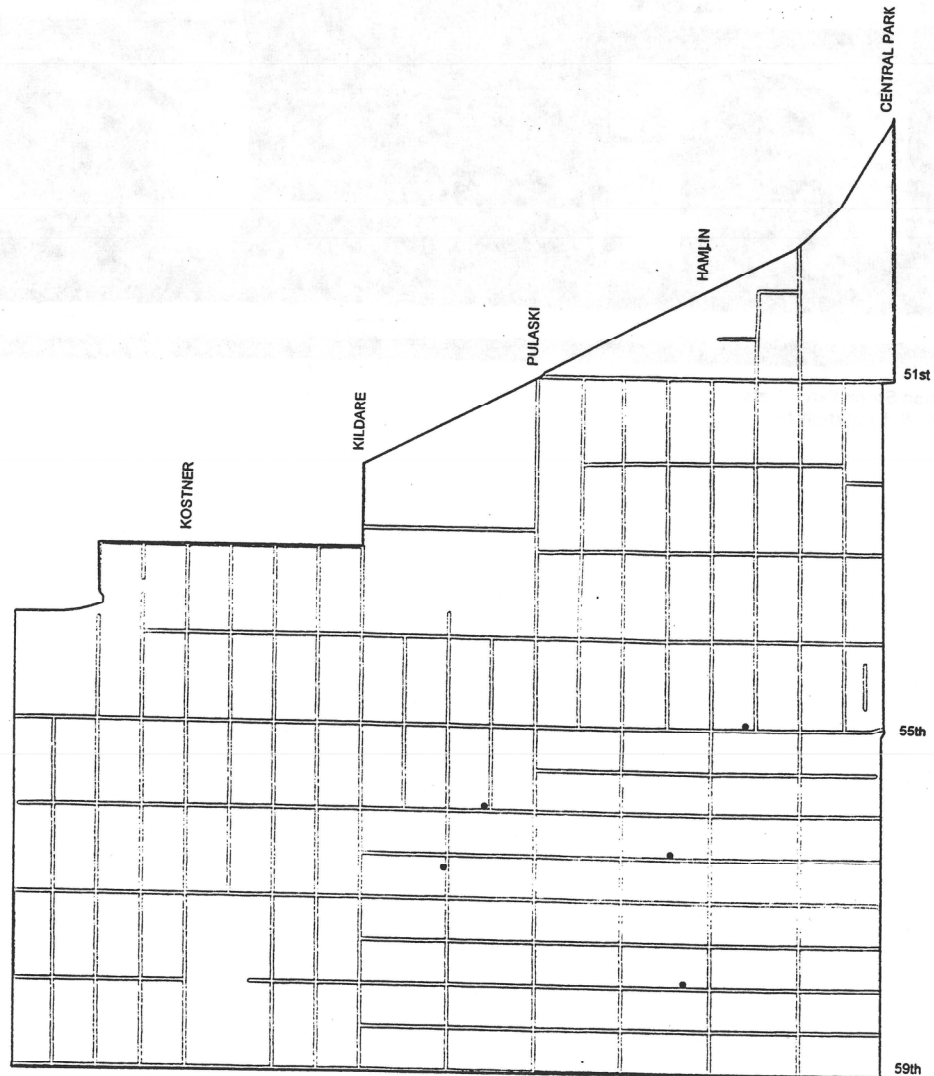 CENTRAL PARK
HAMLIN
PULASKI
51st
KILDARE
KOSTNER
55th
59th